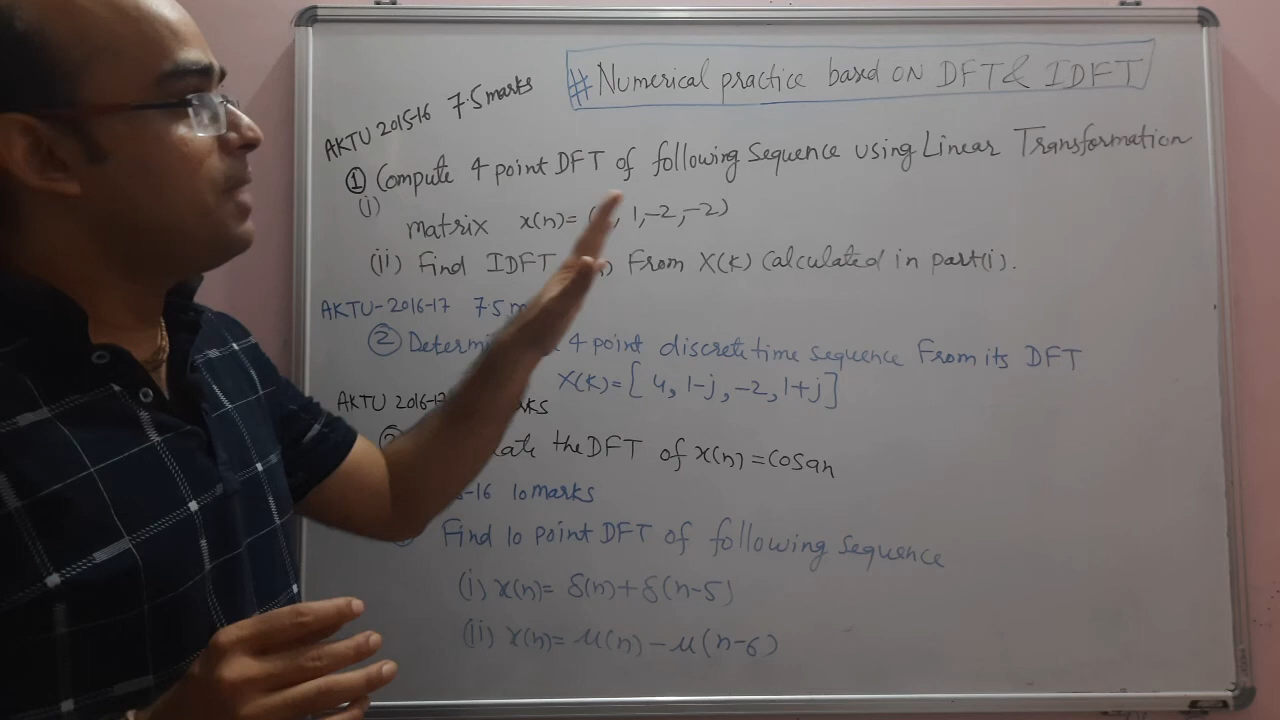 # Numerical practice based ON DFT & IDFT
AKTU 2015-16 7.5 marks
① Compute 4 point DFT of following sequence using Linear Transformation
(i) matrix x(n)= ( , 1,-2,-2)
(ii) Find IDFT From X(K) Calculated in part(i).
AKTU-2016-17 7.5
② 4 point discrete time sequence From its DFT
X(K)=[ 4, 1-j, -2, 1+j]
AKTU
the DFT of x(n) = Cosan
-16 10 marks
Find 10 point DFT of following sequence
(i) x(n)= δ(n)+δ(n-5)
(ii) x(n)= u(n) - u(n-6)